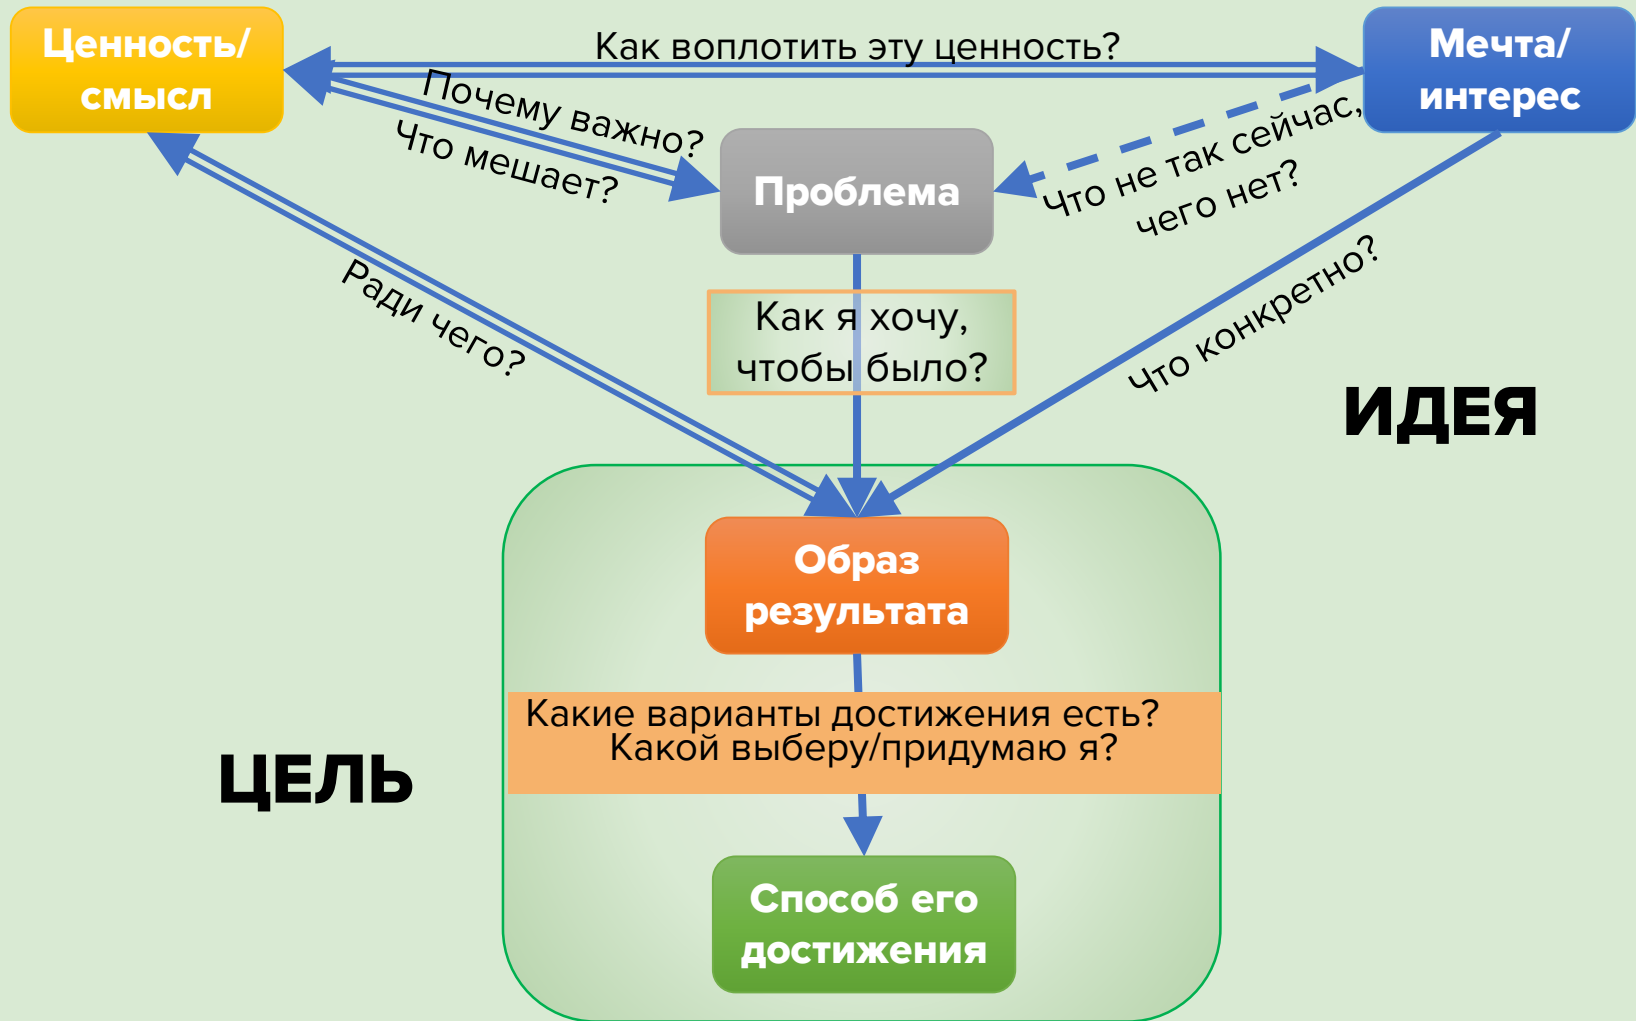 Ценность/
смысл
Как воплотить эту ценность?
Мечта/
интерес
Почему важно?
Что мешает?
Проблема
Что не так сейчас,
чего нет?
Ради чего?
Как я хочу,
чтобы было?
Что конкретно?
ИДЕЯ
Образ
результата
Какие варианты достижения есть?
Какой выберу/придумаю я?
ЦЕЛЬ
Способ его
достижения